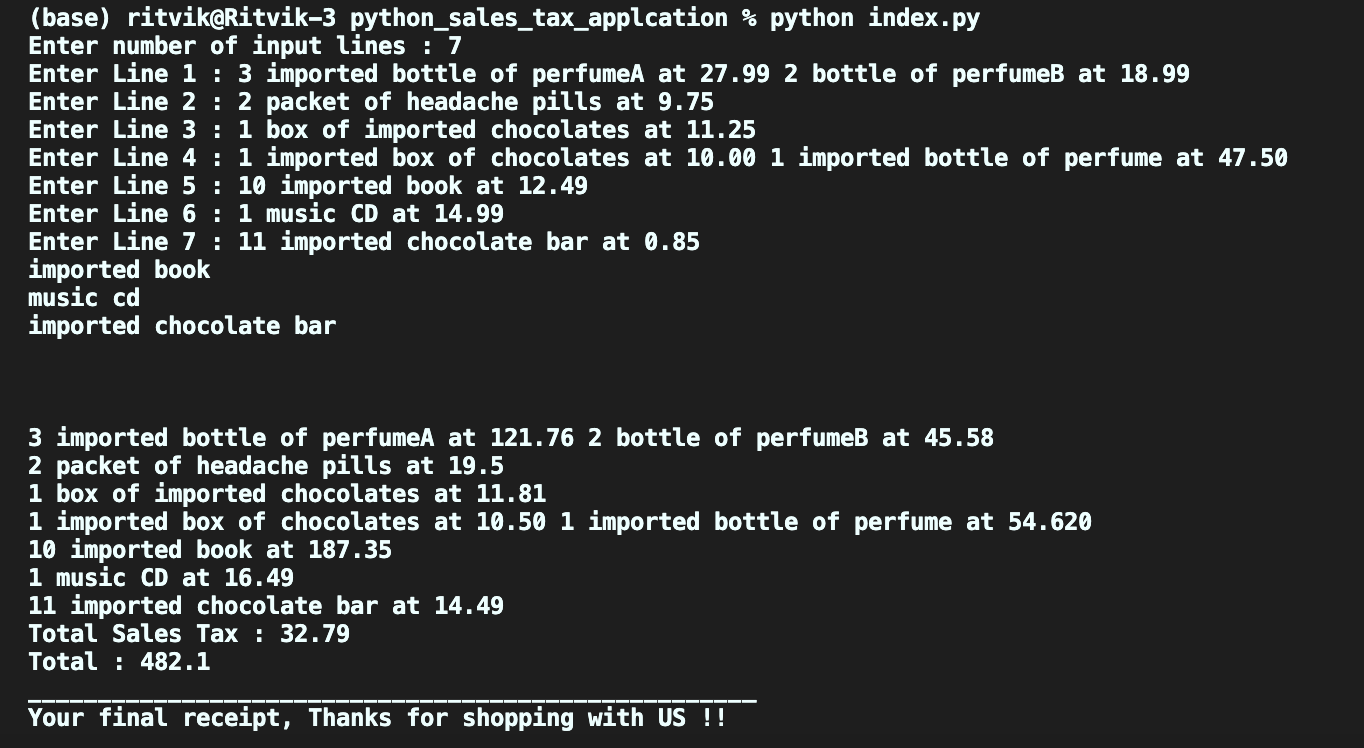 (base) ritvik@Ritvik-3 python_sales_tax_applcation % python index.py
Enter number of input lines : 7
Enter Line 1 : 3 imported bottle of perfumeA at 27.99 2 bottle of perfumeB at 18.99
Enter Line 2 : 2 packet of headache pills at 9.75
Enter Line 3 : 1 box of imported chocolates at 11.25
Enter Line 4 : 1 imported box of chocolates at 10.00 1 imported bottle of perfume at 47.50
Enter Line 5 : 10 imported book at 12.49
Enter Line 6 : 1 music CD at 14.99
Enter Line 7 : 11 imported chocolate bar at 0.85
imported book
music cd
imported chocolate bar
3 imported bottle of perfumeA at 121.76 2 bottle of perfumeB at 45.58
2 packet of headache pills at 19.5
1 box of imported chocolates at 11.81
1 imported box of chocolates at 10.50 1 imported bottle of perfume at 54.620
10 imported book at 187.35
1 music CD at 16.49
11 imported chocolate bar at 14.49
Total Sales Tax : 32.79
Total : 482.1
____________________________________________________
Your final receipt, Thanks for shopping with US !!